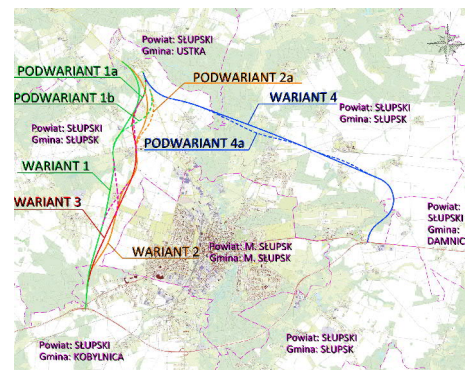 Powiat: SŁUPSKI
Gmina: USTKA
PODWARIANT 1a
PODWARIANT 2a
PODWARIANT 1b
WARIANT 4
Powiat: SŁUPSKI
Gmina: SŁUPSK
Powiat: SŁUPSKI
Gmina: SŁUPSK
PODWARIANT 4a
WARIANT 1
WARIANT 3
Powiat:
SŁUPSKI
Gmina:
DAMNIC
WARIANT 2
Powiat: M. SŁUPSK
Gmina: M. SŁUPSK
Powiat: SŁUPSKI
Gmina: KOBYLNICA
Powiat: SŁUPSKI
Gmina: SŁUPSK